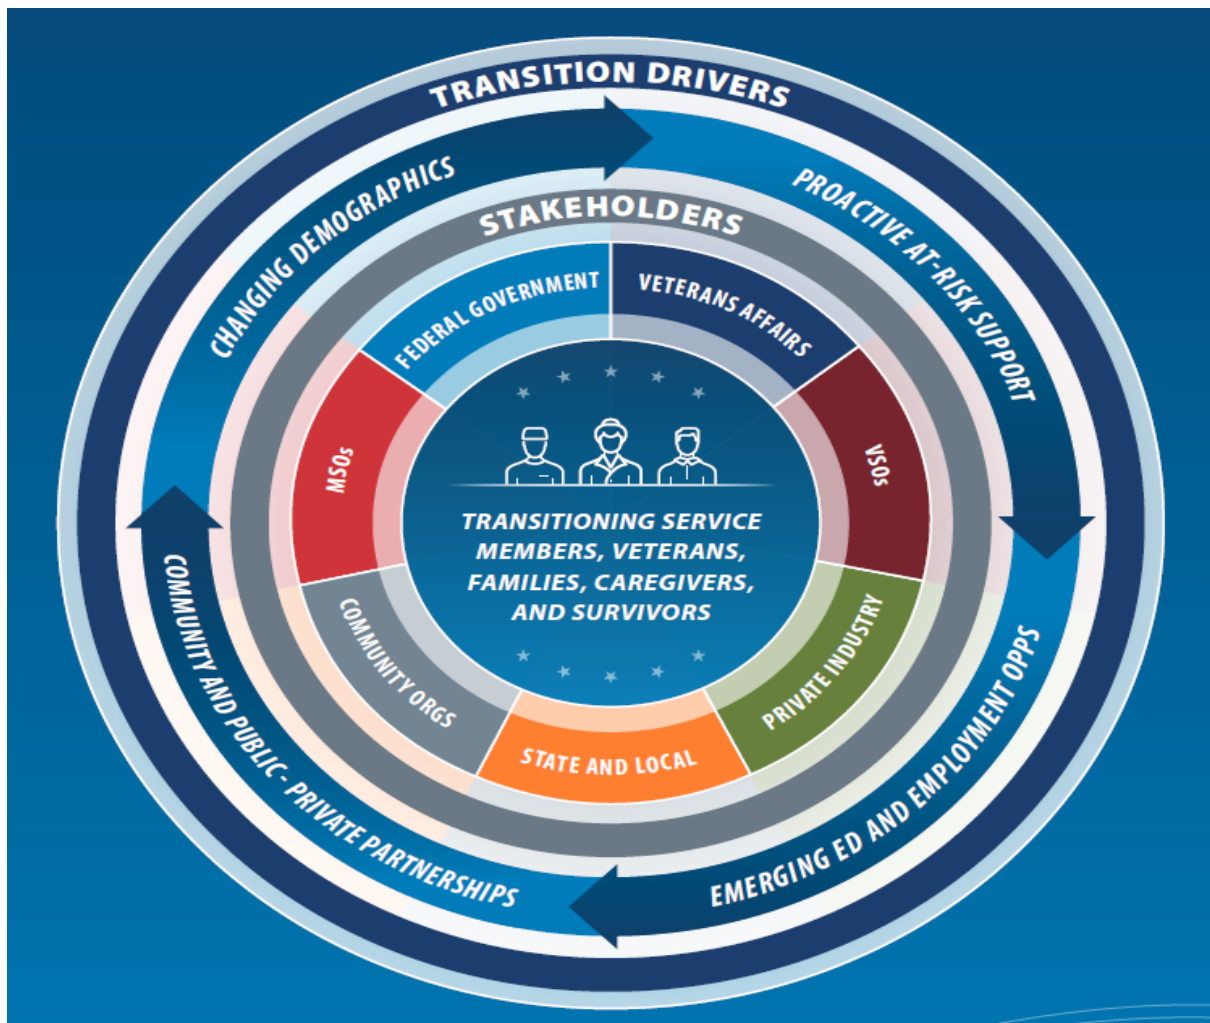 TRANSITION DRIVERS
CHANGING DEMOGRAPHICS
PROACTIVE AT-RISK SUPPORT
EMERGING ED AND EMPLOYMENT OPPS
COMMUNITY AND PUBLIC- PRIVATE PARTNERSHIPS
STAKEHOLDERS
FEDERAL GOVERNMENT
VETERANS AFFAIRS
VSOs
PRIVATE INDUSTRY
STATE AND LOCAL
COMMUNITY ORGS
MSOs
TRANSITIONING SERVICE
MEMBERS, VETERANS,
FAMILIES, CAREGIVERS,
AND SURVIVORS